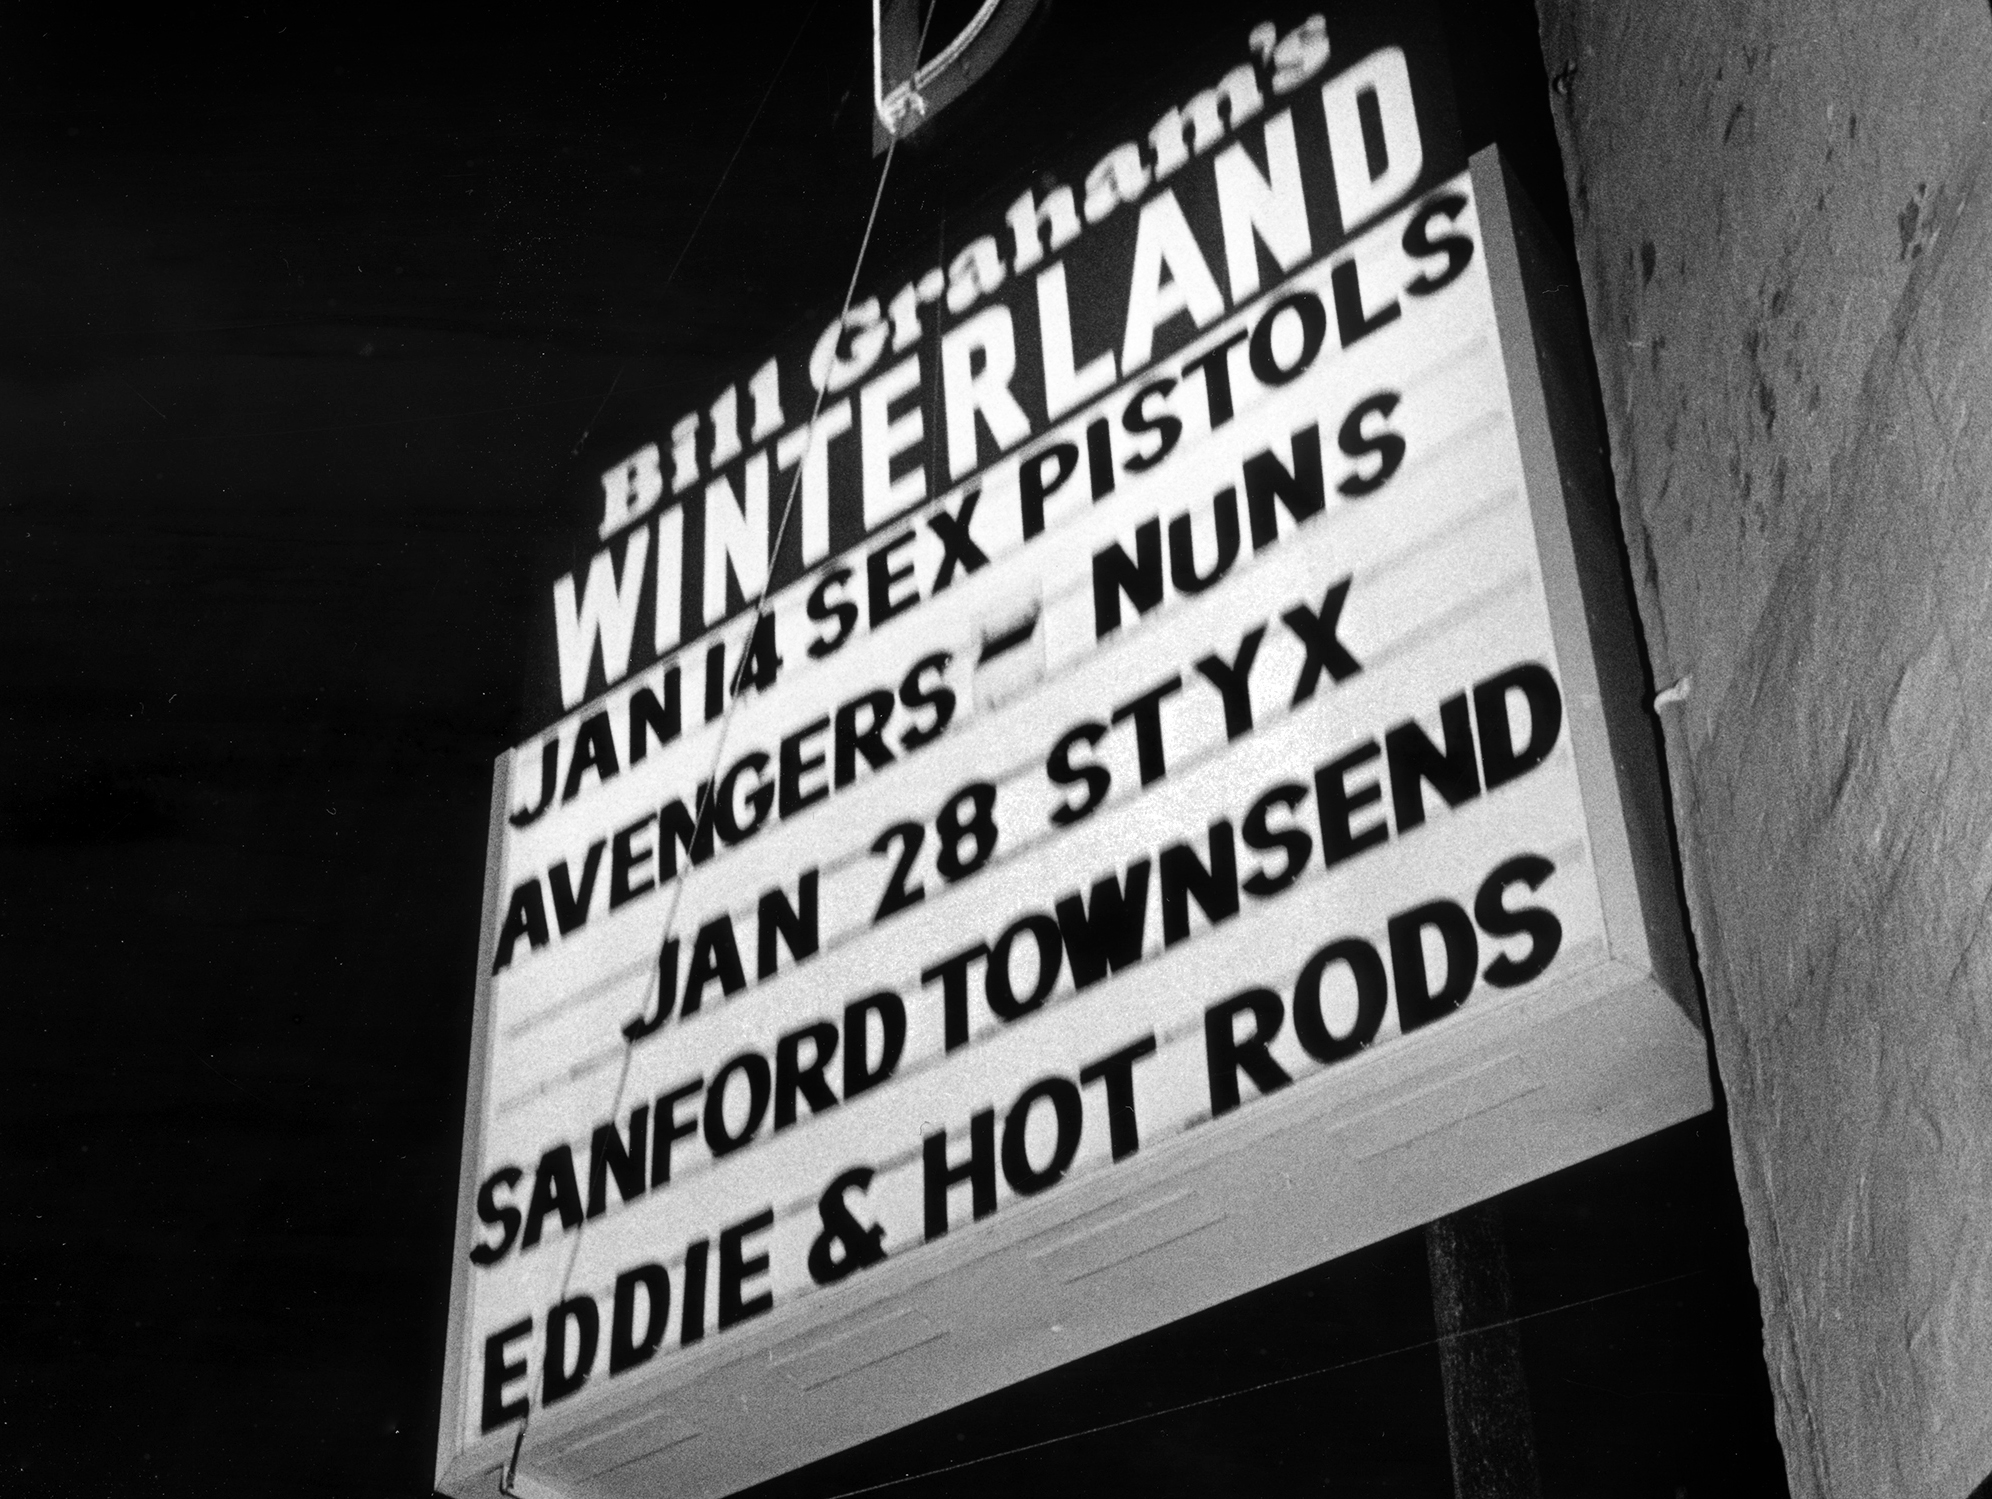 D
Bill Graham's
WINTERLAND
JAN 14 SEX PISTOLS
AVENGERS - NUNS
JAN 28 STYX
SANFORD TOWNSEND
EDDIE & HOT RODS